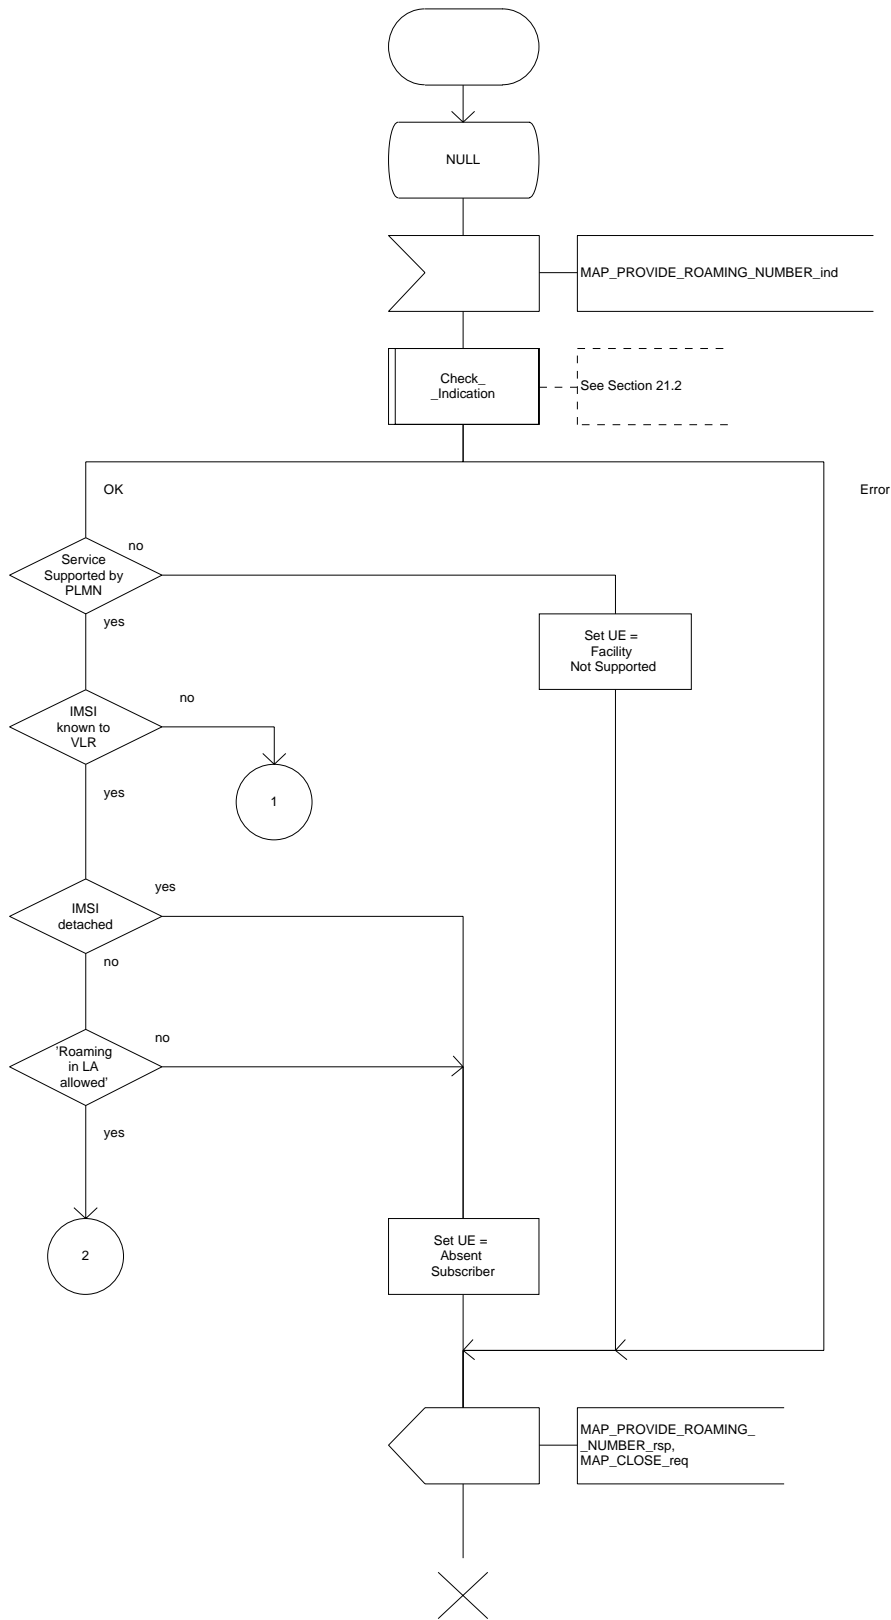 NULL
MAP_PROVIDE_ROAMING_NUMBER_ind
Check_
_Indication
See Section 21.2
OK
Error
no
Service
Supported by
PLMN
yes
Set UE =
Facility
Not Supported
no
IMSI
known to
VLR
yes
1
yes
IMSI
detached
no
no
'Roaming
in LA
allowed'
yes
2
Set UE =
Absent
Subscriber
MAP_PROVIDE_ROAMING_
_NUMBER_rsp,
MAP_CLOSE_req